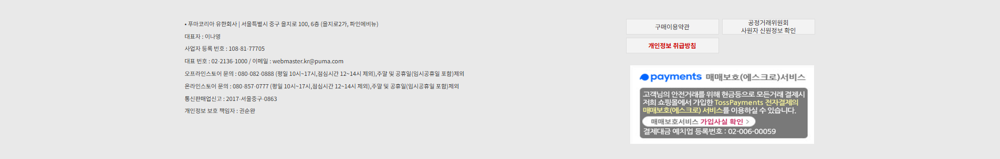 • 푸마코리아 유한회사 | 서울특별시 중구 을지로 100, 6층 (을지로2가, 파인에비뉴)
대표자 : 이나영
사업자 등록 번호 : 108-81-77705
대표 번호 : 02-2136-1000 / 이메일 : webmaster.kr@puma.com
오프라인스토어 문의 : 080-082-0888 (평일 10시~17시,점심시간 12~14시 제외),주말 및 공휴일(임시공휴일 포함)제외
온라인스토어 문의 : 080-857-0777 (평일 10시~17시,점심시간 12~14시 제외),주말 및 공휴일(임시공휴일 포함)제외
통신판매업신고 : 2017-서울중구-0863
개인정보 보호 책임자 : 권순완
구매이용약관
공정거래위원회
사원자 신원정보 확인
개인정보 취급방침
payments 매매보호(에스크로)서비스
고객님의 안전거래를 위해 현금등으로 모든거래 결제시
저희 쇼핑몰에서 가입한 TossPayments 전자결제의
매매보호(에스크로) 서비스를 이용하실 수 있습니다.
매매보호서비스 가입사실 확인 >
결제대금 예치업 등록번호 : 02-006-00059